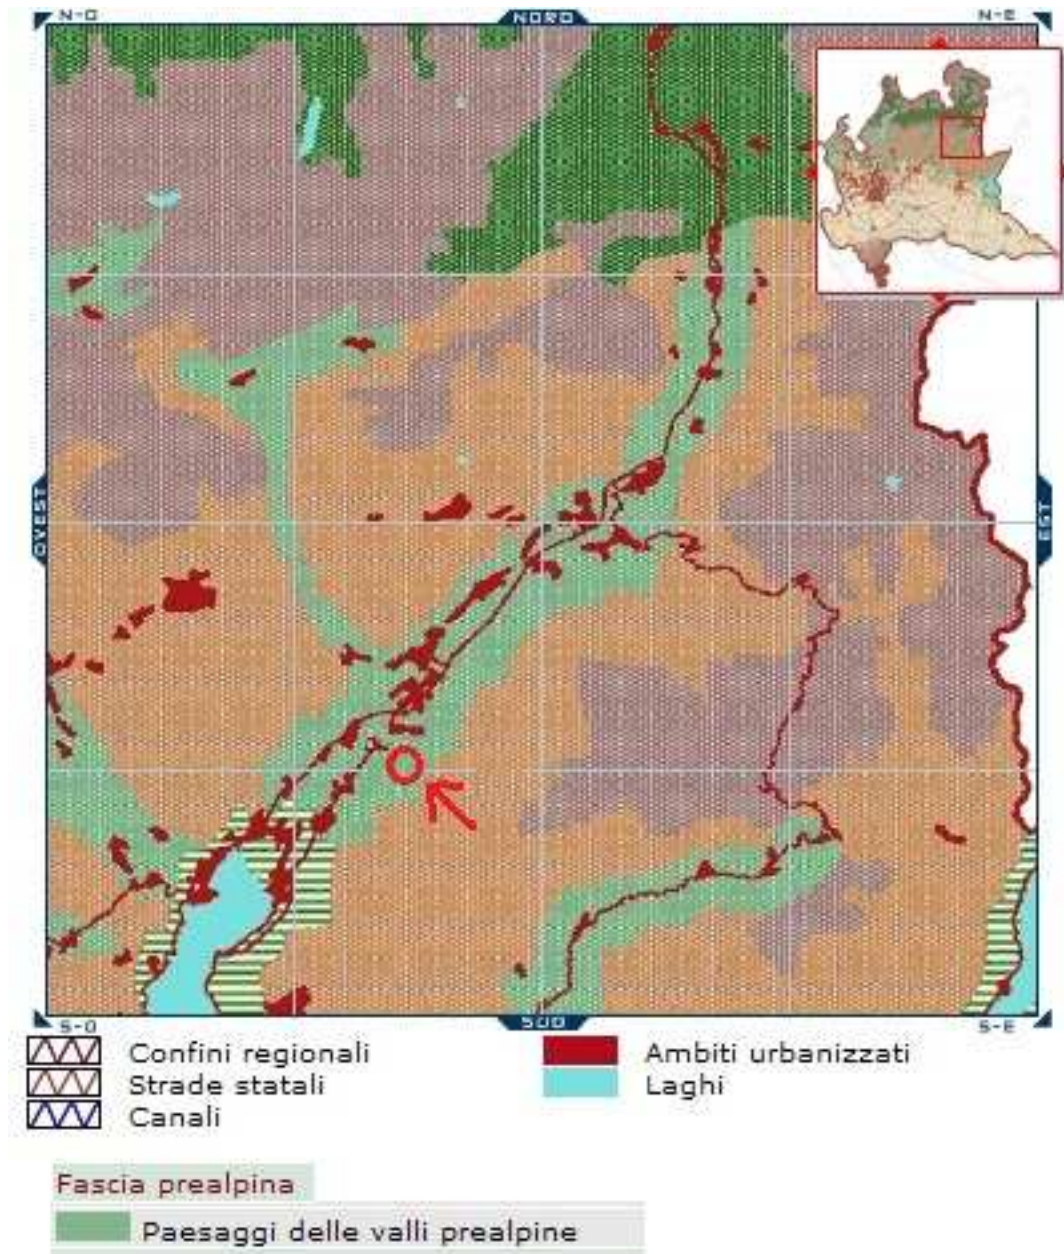 N-O NORD N-E
OVEST
EST
S-O SUD S-E
Confini regionali
Ambiti urbanizzati
Strade statali
Laghi
Canali
Fascia prealpina
Paesaggi delle valli prealpine